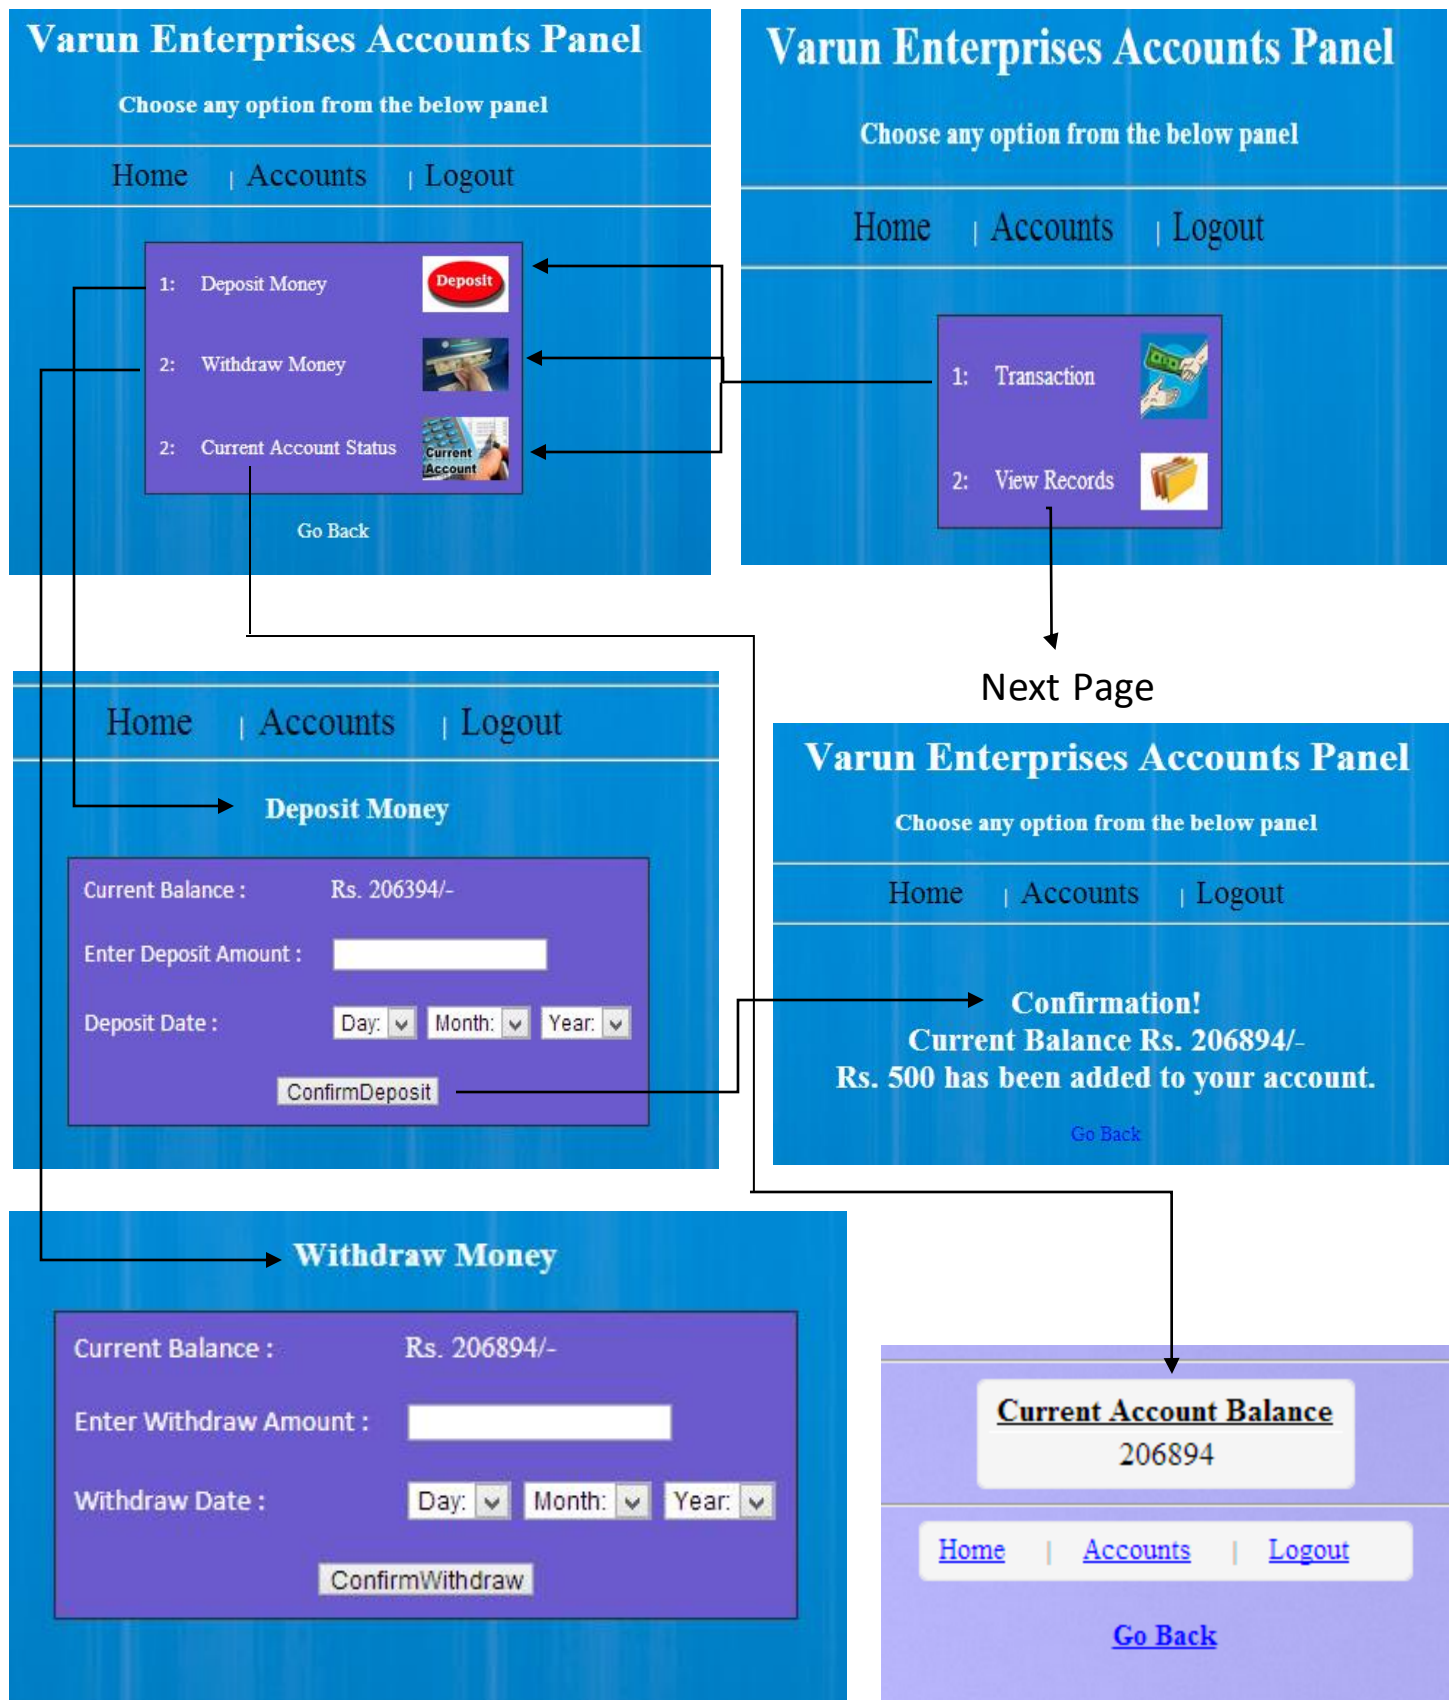 Varun Enterprises Accounts Panel
Choose any option from the below panel
Home | Accounts | Logout
1: Deposit Money Deposit
2: Withdraw Money
2: Current Account Status Current Account
Go Back
Varun Enterprises Accounts Panel
Choose any option from the below panel
Home | Accounts | Logout
1: Transaction
2: View Records
Next Page
Home | Accounts | Logout
Deposit Money
Current Balance : Rs. 206394/-
Enter Deposit Amount :
Deposit Date : Day: Month: Year:
ConfirmDeposit
Varun Enterprises Accounts Panel
Choose any option from the below panel
Home | Accounts | Logout
Confirmation!
Current Balance Rs. 206894/-
Rs. 500 has been added to your account.
Go Back
Withdraw Money
Current Balance : Rs. 206894/-
Enter Withdraw Amount :
Withdraw Date : Day: Month: Year:
ConfirmWithdraw
Current Account Balance
206894
Home | Accounts | Logout
Go Back